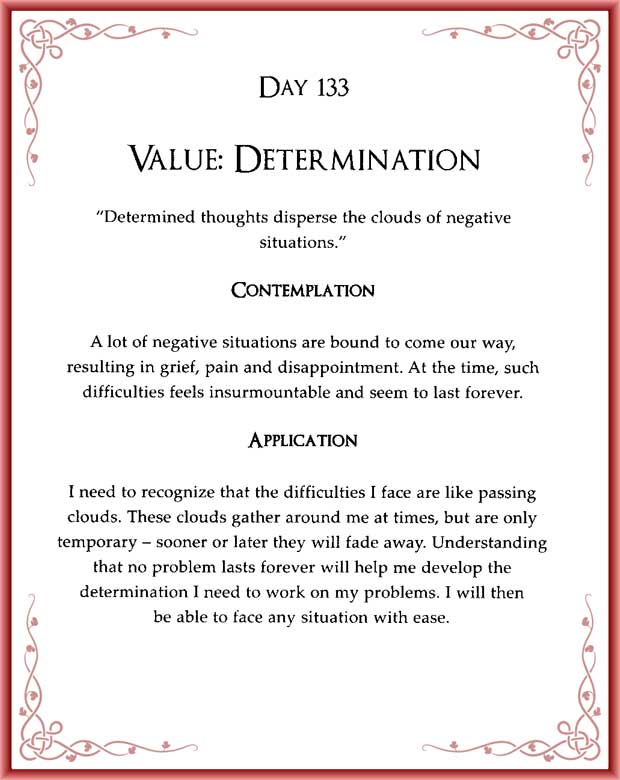 Day 133
Value: Determination
"Determined thoughts disperse the clouds of negative
situations."
Contemplation
A lot of negative situations are bound to come our way,
resulting in grief, pain and disappointment. At the time, such
difficulties feels insurmountable and seem to last forever.
Application
I need to recognize that the difficulties I face are like passing
clouds. These clouds gather around me at times, but are only
temporary – sooner or later they will fade away. Understanding
that no problem lasts forever will help me develop the
determination I need to work on my problems. I will then
be able to face any situation with ease.